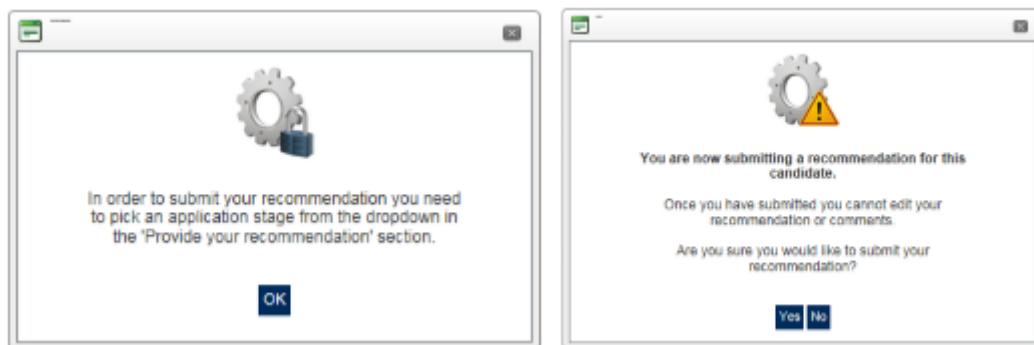 In order to submit your recommendation you need
to pick an application stage from the dropdown in
the 'Provide your recommendation' section.
OK
You are now submitting a recommendation for this
candidate.
Once you have submitted you cannot edit your
recommendation or comments.
Are you sure you would like to submit your
recommendation?
Yes No